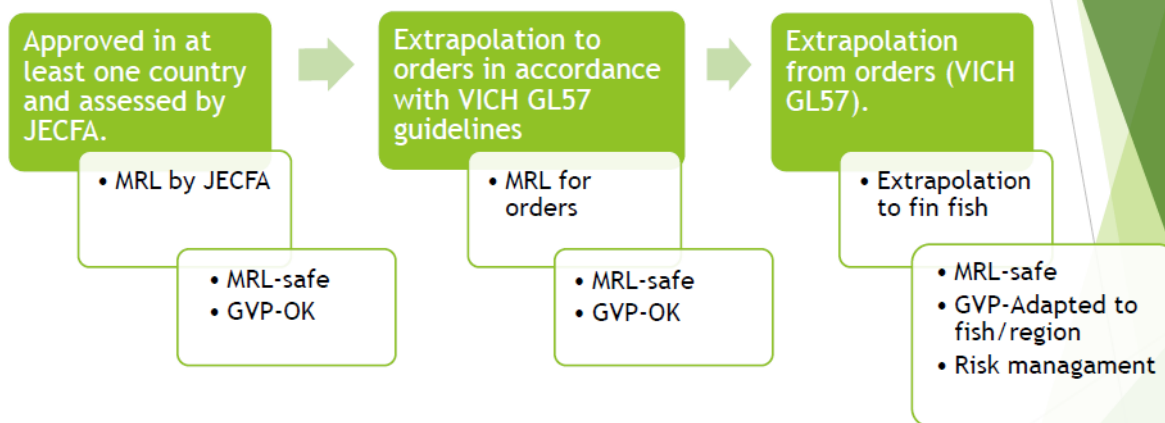 Approved in at
least one country
and assessed by
JECFA.
• MRL by JECFA
• MRL-safe
• GVP-OK
Extrapolation to
orders in accordance
with VICH GL57
guidelines
• MRL for
orders
• MRL-safe
• GVP-OK
Extrapolation
from orders (VICH
GL57).
• Extrapolation
to fin fish
• MRL-safe
• GVP-Adapted to
fish/region
• Risk managament